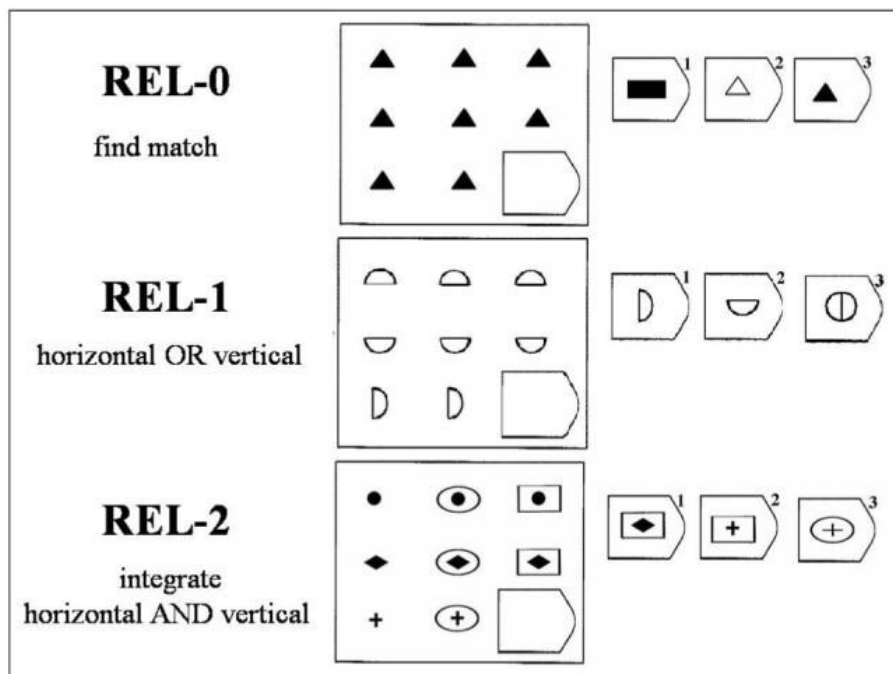 REL-0
find match
1
2
3
REL-1
horizontal OR vertical
1
2
3
REL-2
integrate
horizontal AND vertical
1
2
3